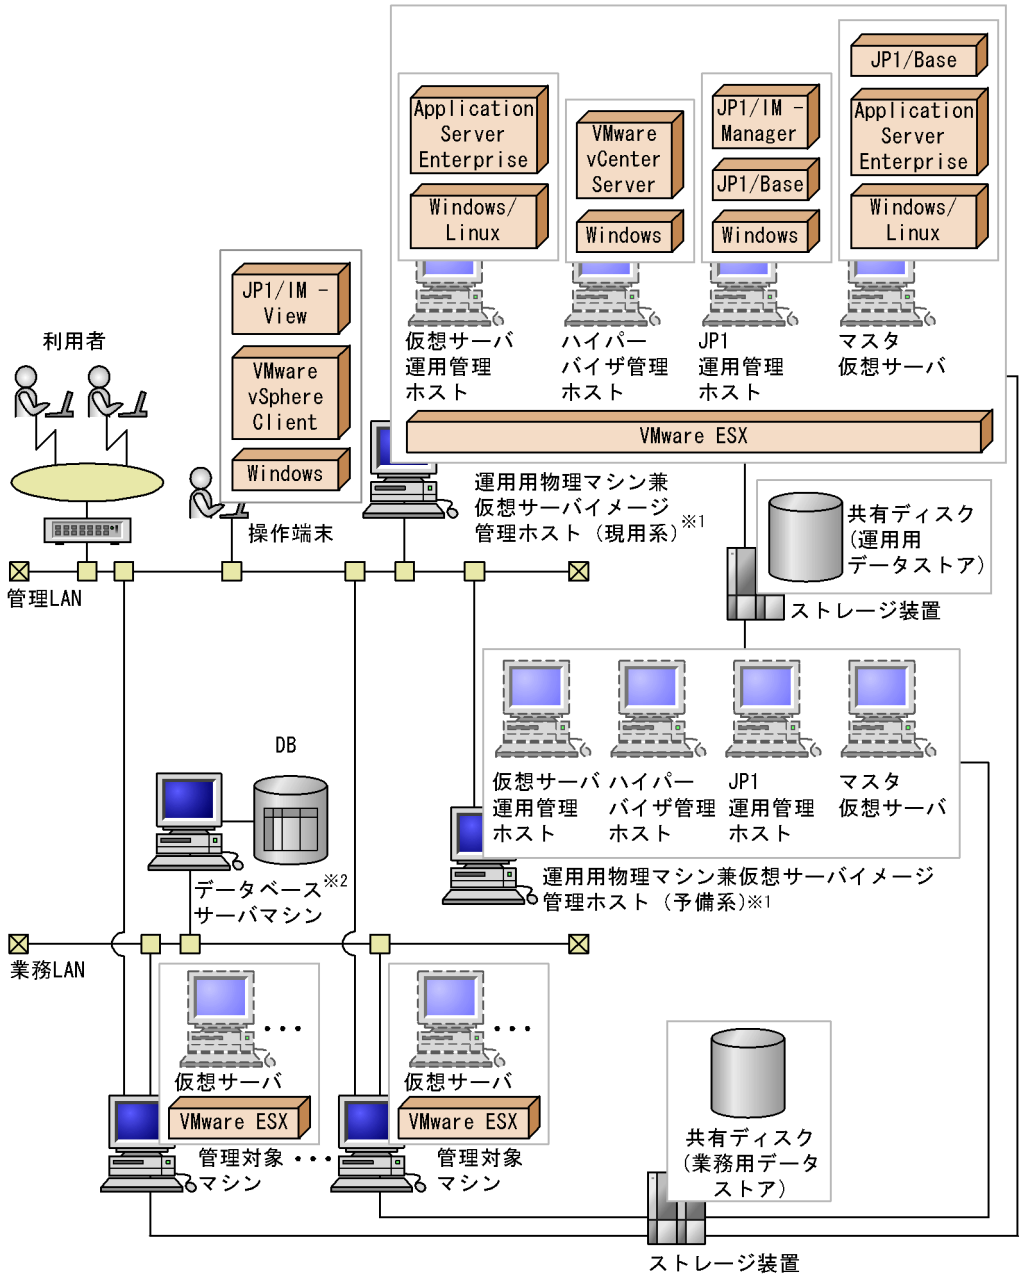 JP1/Base
Application
Server
Enterprise
Windows/
Linux
VMware
vCenter
Server
Windows
JP1/IM -
Manager
JP1/Base
Windows
Application
Server
Enterprise
Windows/
Linux
仮想サーバ
運用管理
ホスト
ハイパー
バイザ管理
ホスト
JP1
運用管理
ホスト
マスタ
仮想サーバ
VMware ESX
JP1/IM -
View
VMware
vSphere
Client
Windows
利用者
操作端末
運用用物理マシン兼
仮想サーバイメージ
管理ホスト（現用系）※1
共有ディスク
(運用用
データストア)
ストレージ装置
管理LAN
仮想サーバ
運用管理
ホスト
ハイパー
バイザ管理
ホスト
JP1
運用管理
ホスト
マスタ
仮想サーバ
運用用物理マシン兼仮想サーバイメージ
管理ホスト（予備系)※1
DB
データベース※2
サーバマシン
業務LAN
・・・
仮想サーバ
VMware ESX
管理対象
マシン
・・・
・・・
仮想サーバ
VMware ESX
管理対象
マシン
共有ディスク
(業務用データ
ストア)
ストレージ装置